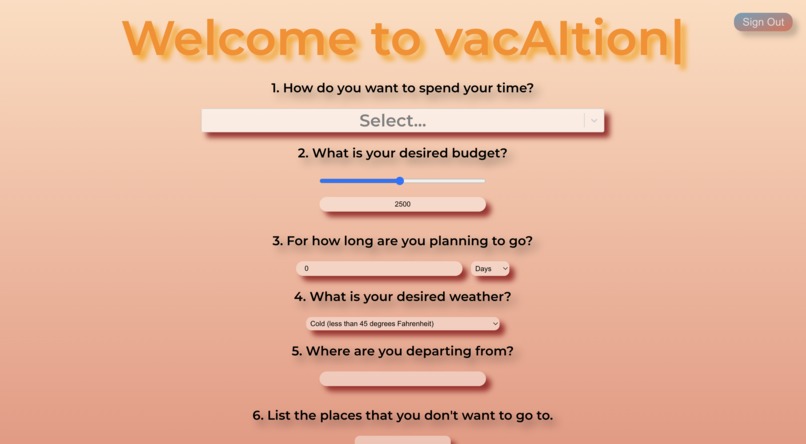 Welcome to vacAItion|
Sign Out
1. How do you want to spend your time?
Select...
2. What is your desired budget?
2500
3. For how long are you planning to go?
0
Days
4. What is your desired weather?
Cold (less than 45 degrees Fahrenheit)
5. Where are you departing from?
6. List the places that you don't want to go to.